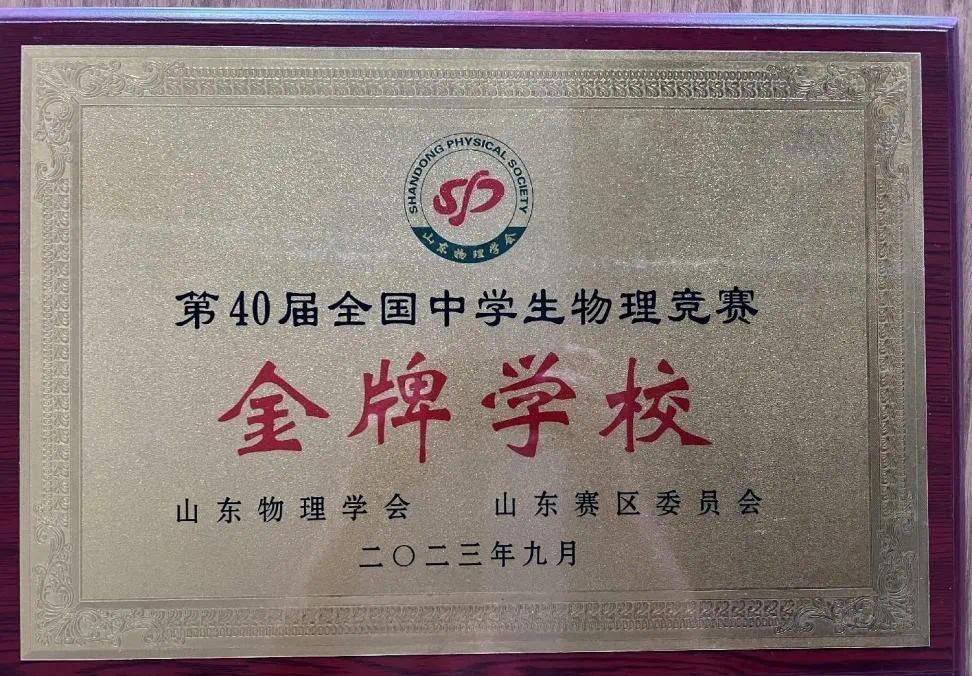 SHANDONG PHYSICAL SOCIETY
山东物理学会
第40届全国中学生物理竞赛
金牌学校
山东物理学会 山东赛区委员会
二〇二三年九月